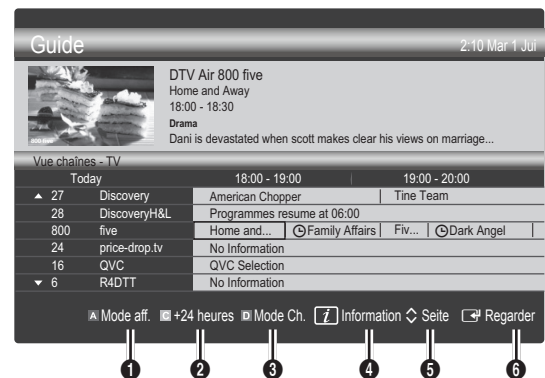 Guide 2:10 Mar 1 Jui
DTV Air 800 five
Home and Away
18:00 - 18:30
Drama
Dani is devastated when scott makes clear his views on marriage...
800 five
Vue chaînes - TV
Today 18:00 - 19:00 19:00 - 20:00
▲ 27 Discovery American Chopper Tine Team
28 DiscoveryH&L Programmes resume at 06:00
800 five Home and... Family Affairs Fiv... Dark Angel
24 price-drop.tv No Information
16 QVC QVC Selection
▼ 6 R4DTT No Information
A Mode aff. C +24 heures D Mode Ch. i Information Seite Regarder
1 2 3 4 5 6